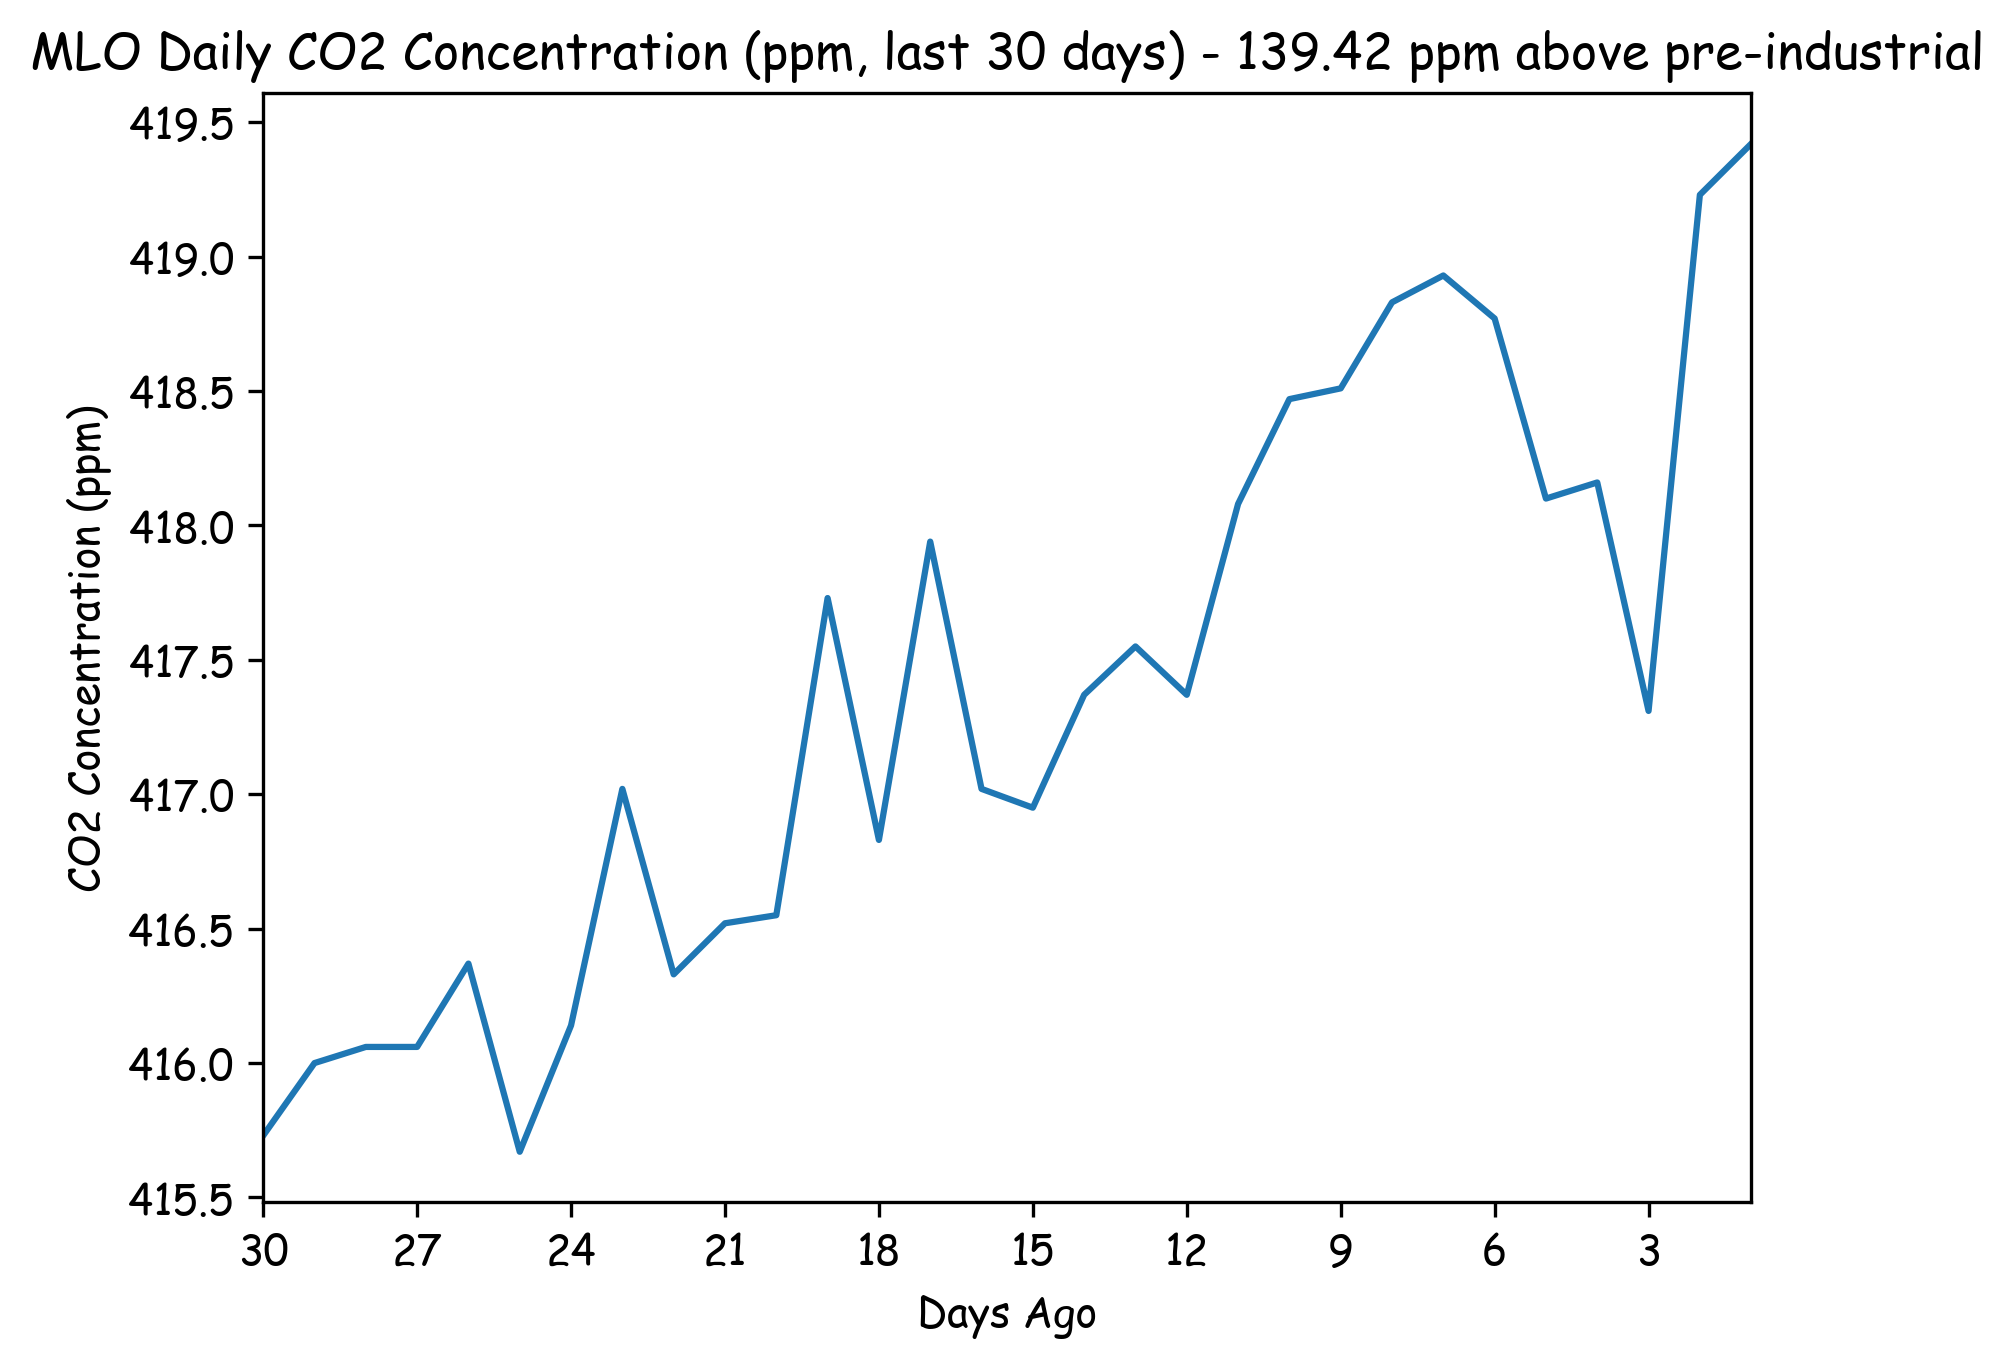 MLO Daily CO2 Concentration (ppm, last 30 days) - 139.42 ppm above pre-industrial
419.5
419.0
418.5
418.0
417.5
417.0
416.5
416.0
415.5
CO2 Concentration (ppm)
30 27 24 21 18 15 12 9 6 3
Days Ago